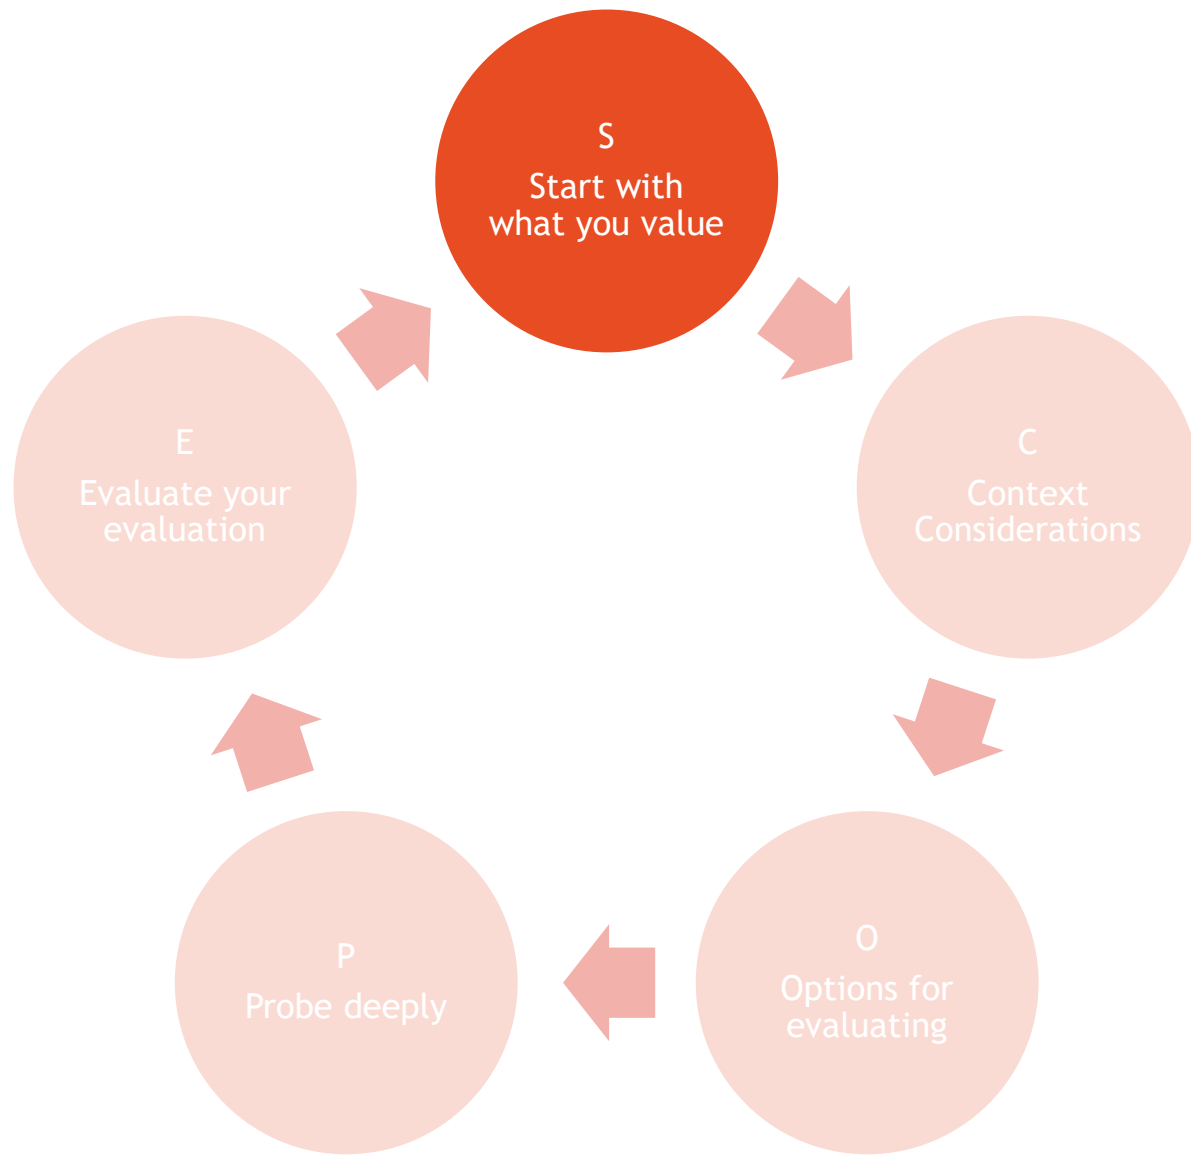 S
Start with
what you value
C
Context
Considerations
O
Options for
evaluating
P
Probe deeply
E
Evaluate your
evaluation